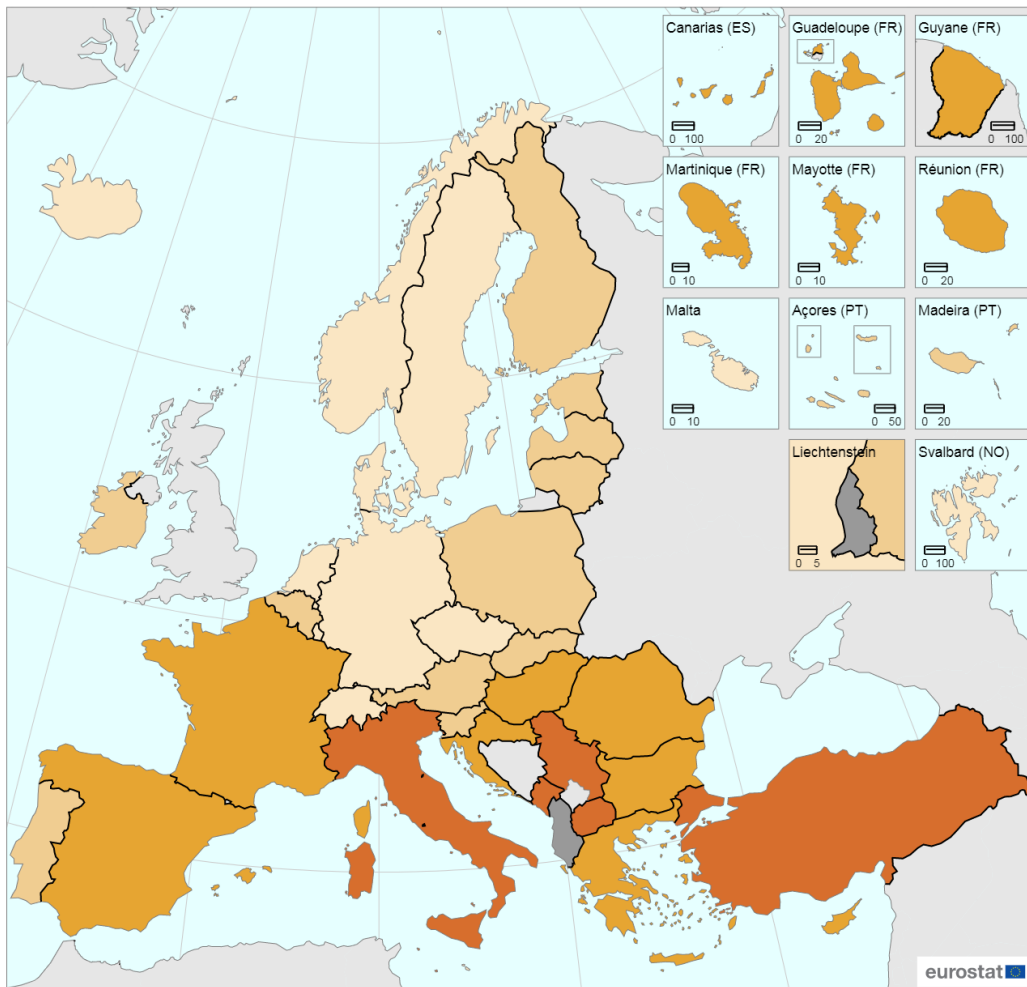 Canarias (ES)
0 100
Guadeloupe (FR)
0 20
Guyane (FR)
0 100
Martinique (FR)
0 10
Mayotte (FR)
0 10
Réunion (FR)
0 20
Malta
0 10
Açores (PT)
0 50
Madeira (PT)
0 20
Liechtenstein
0 5
Svalbard (NO)
0 100
eurostat